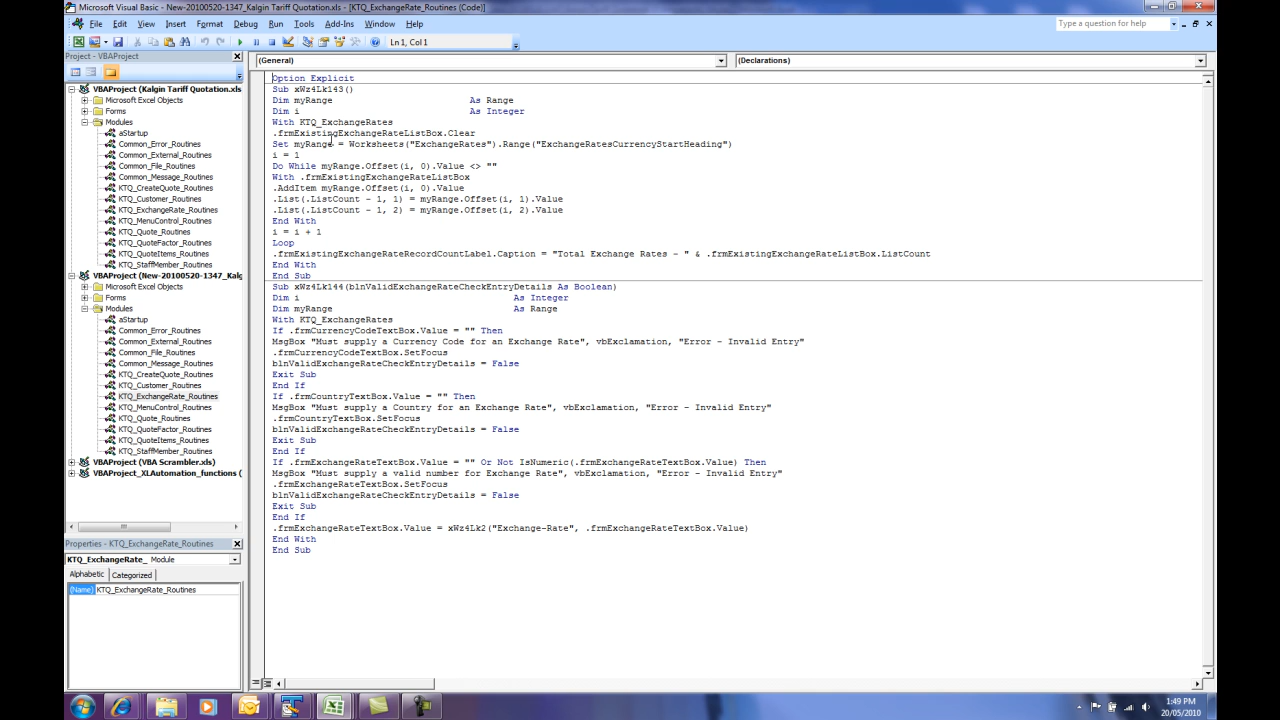 Microsoft Visual Basic - New-20100520-1347_Kalgin Tariff Quotation.xls - [KTQ_ExchangeRate_Routines (Code)]
File Edit View Insert Format Debug Run Tools Add-Ins Window Help
Type a question for help
Ln 1, Col 1
Project - VBAProject
(General)
(Declarations)
VBAProject (Kalgin Tariff Quotation.xls
Microsoft Excel Objects
Forms
Modules
aStartup
Common_Error_Routines
Common_External_Routines
Common_File_Routines
Common_Message_Routines
KTQ_CreateQuote_Routines
KTQ_Customer_Routines
KTQ_ExchangeRate_Routines
KTQ_MenuControl_Routines
KTQ_Quote_Routines
KTQ_QuoteFactor_Routines
KTQ_QuoteItems_Routines
KTQ_StaffMember_Routines
VBAProject (New-20100520-1347_Kalg
Microsoft Excel Objects
Forms
Modules
aStartup
Common_Error_Routines
Common_External_Routines
Common_File_Routines
Common_Message_Routines
KTQ_CreateQuote_Routines
KTQ_Customer_Routines
KTQ_ExchangeRate_Routines
KTQ_MenuControl_Routines
KTQ_Quote_Routines
KTQ_QuoteFactor_Routines
KTQ_QuoteItems_Routines
KTQ_StaffMember_Routines
VBAProject (VBA Scrambler.xls)
VBAProject_XLAutomation_functions (
Properties - KTQ_ExchangeRate_Routines
KTQ_ExchangeRate_ Module
Alphabetic Categorized
(Name) KTQ_ExchangeRate_Routines
Option Explicit
Sub xWz4Lk143()
Dim myRange As Range
Dim i As Integer
With KTQ_ExchangeRates
.frmExistingExchangeRateListBox.Clear
Set myRange = Worksheets("ExchangeRates").Range("ExchangeRatesCurrencyStartHeading")
i = 1
Do While myRange.Offset(i, 0).Value <> ""
With .frmExistingExchangeRateListBox
.AddItem myRange.Offset(i, 0).Value
.List(.ListCount - 1, 1) = myRange.Offset(i, 1).Value
.List(.ListCount - 1, 2) = myRange.Offset(i, 2).Value
End With
i = i + 1
Loop
.frmExistingExchangeRateRecordCountLabel.Caption = "Total Exchange Rates - " & .frmExistingExchangeRateListBox.ListCount
End With
End Sub
Sub xWz4Lk144(blnValidExchangeRateCheckEntryDetails As Boolean)
Dim i As Integer
Dim myRange As Range
With KTQ_ExchangeRates
If .frmCurrencyCodeTextBox.Value = "" Then
MsgBox "Must supply a Currency Code for an Exchange Rate", vbExclamation, "Error - Invalid Entry"
.frmCurrencyCodeTextBox.SetFocus
blnValidExchangeRateCheckEntryDetails = False
Exit Sub
End If
If .frmCountryTextBox.Value = "" Then
MsgBox "Must supply a Country for an Exchange Rate", vbExclamation, "Error - Invalid Entry"
.frmCountryTextBox.SetFocus
blnValidExchangeRateCheckEntryDetails = False
Exit Sub
End If
If .frmExchangeRateTextBox.Value = "" Or Not IsNumeric(.frmExchangeRateTextBox.Value) Then
MsgBox "Must supply a valid number for Exchange Rate", vbExclamation, "Error - Invalid Entry"
.frmExchangeRateTextBox.SetFocus
blnValidExchangeRateCheckEntryDetails = False
Exit Sub
End If
.frmExchangeRateTextBox.Value = xWz4Lk2("Exchange-Rate", .frmExchangeRateTextBox.Value)
End With
End Sub
1:49 PM
20/05/2010